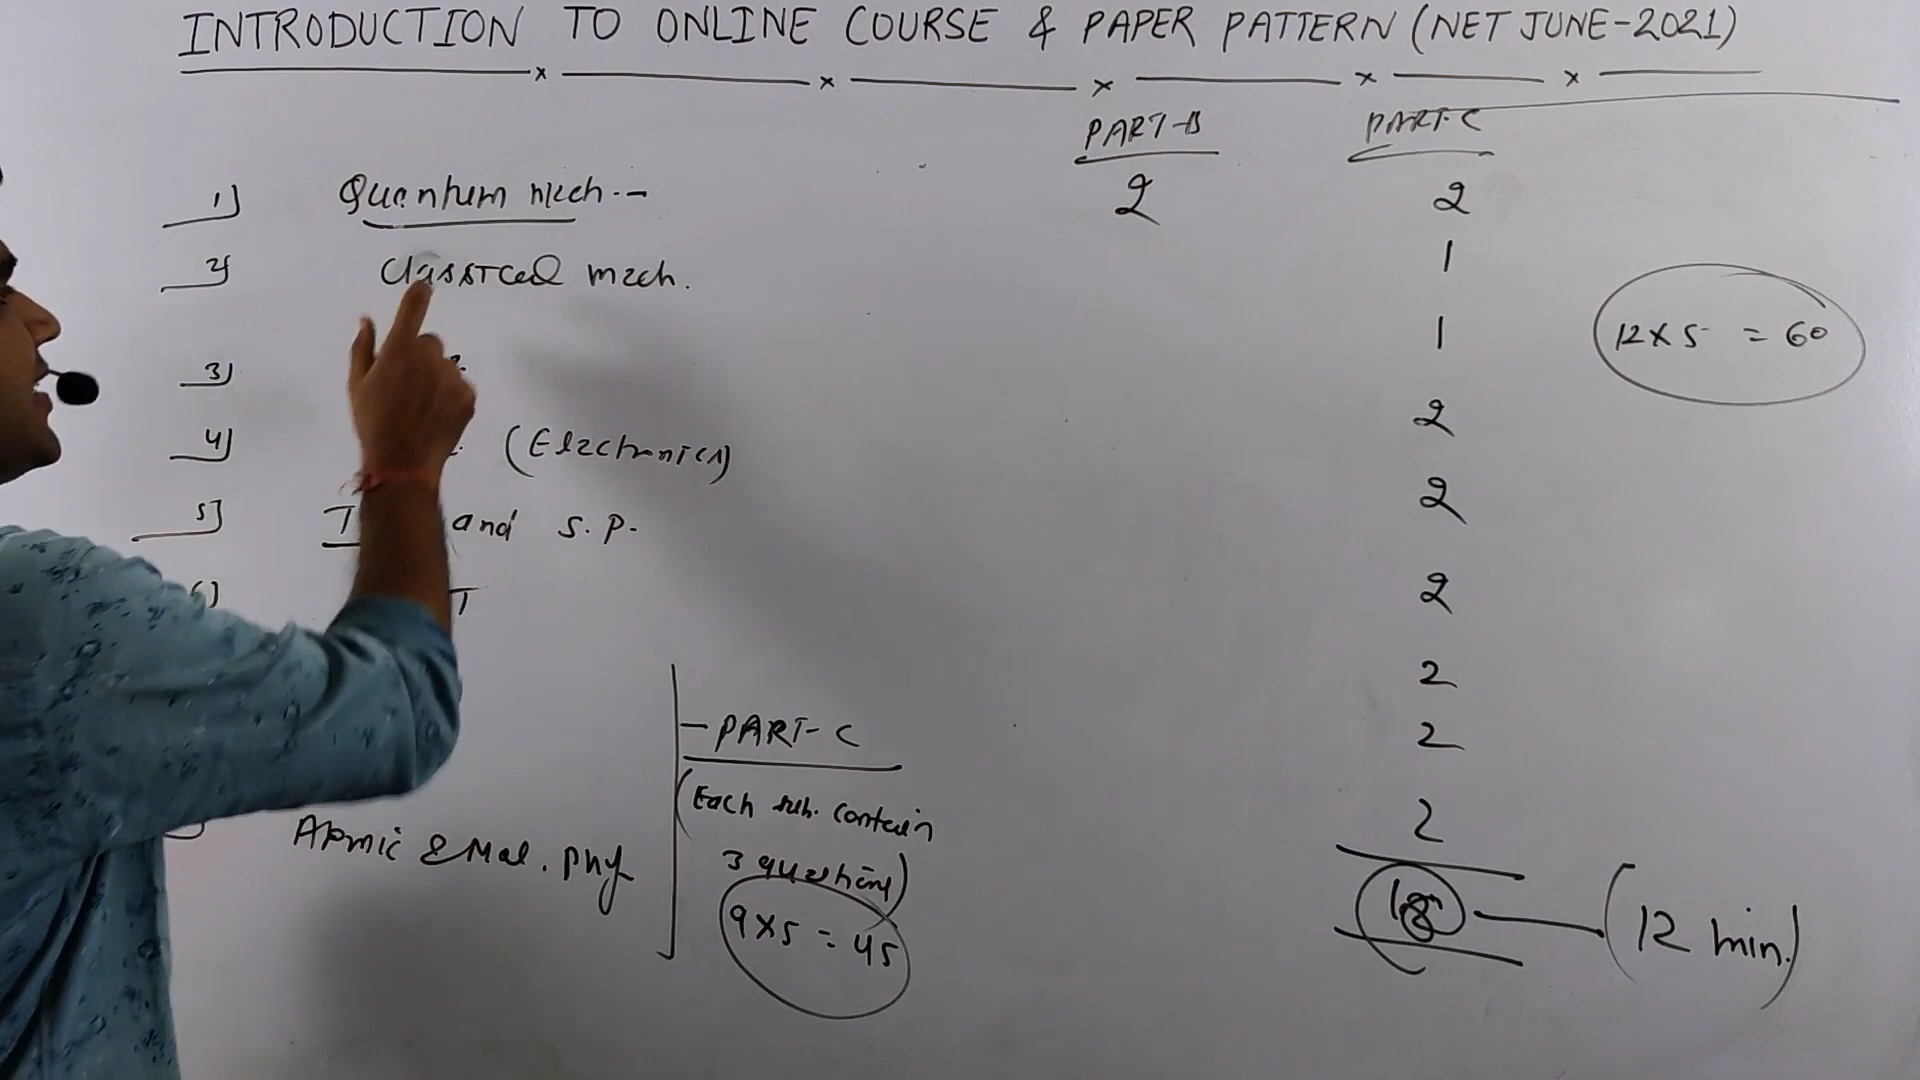 INTRODUCTION TO ONLINE COURSE & PAPER PATTERN (NET JUNE-2021)
PART-B PART-C
1) Quantum Mech.- 2 2
2) Classical mech. 1
3) 1
12 x 5 = 60
4) (Electronics) 2
5) T and S.P. 2
6) T 2
2
- PART-C 2
(Each sub. contain
3 questions)
Atomic & Mol. Phy 2
9 x 5 = 45
18 (12 min.)